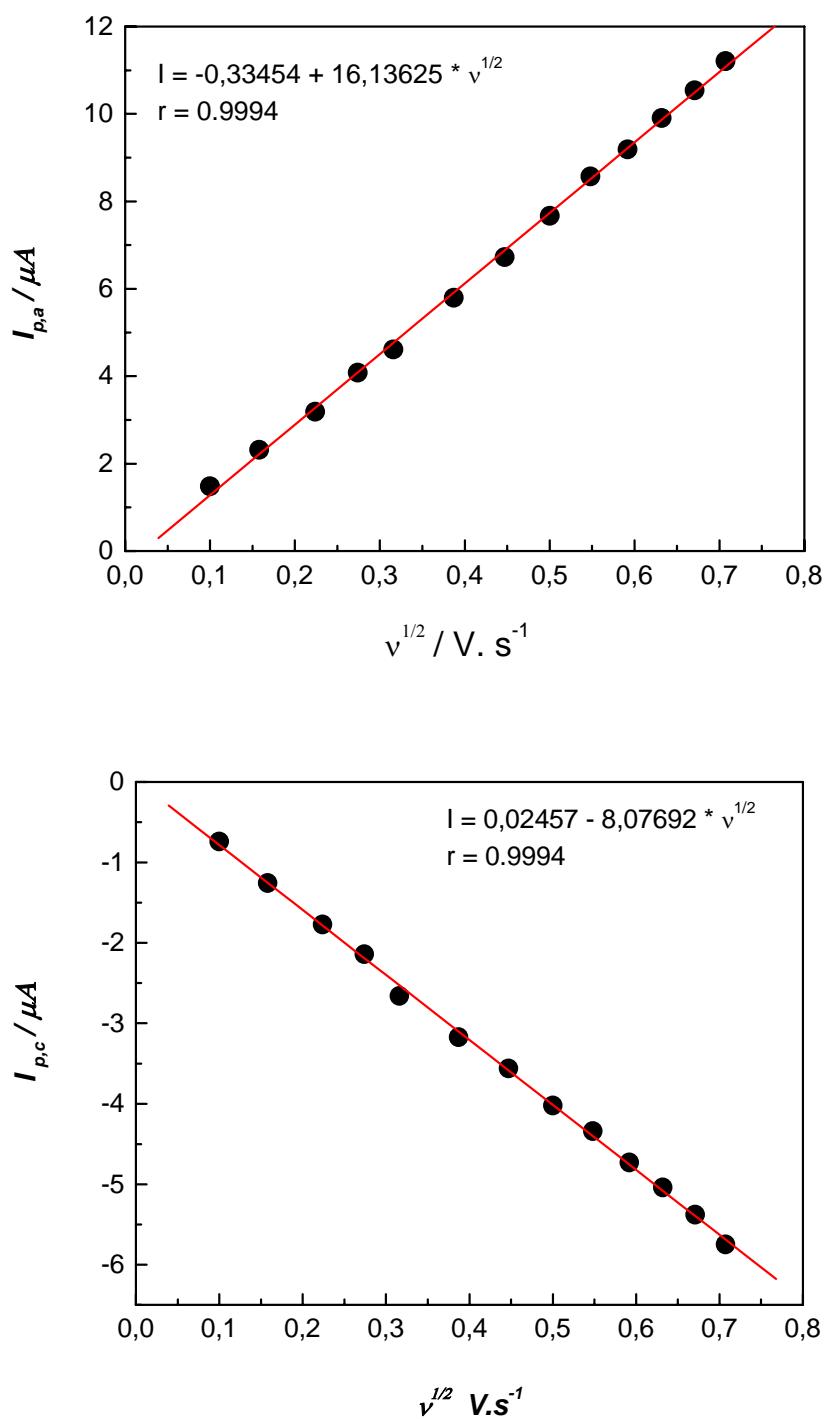 12
I = -0,33454 + 16,13625 * ν^1/2
r = 0.9994
10
8
6
4
2
0
I_p,a / μA
0,0 0,1 0,2 0,3 0,4 0,5 0,6 0,7 0,8
ν^1/2 / V. s^-1
0
I = 0,02457 - 8,07692 * ν^1/2
r = 0.9994
-1
-2
-3
-4
-5
-6
I_p,c / μA
0,0 0,1 0,2 0,3 0,4 0,5 0,6 0,7 0,8
ν^1/2 V.s^-1